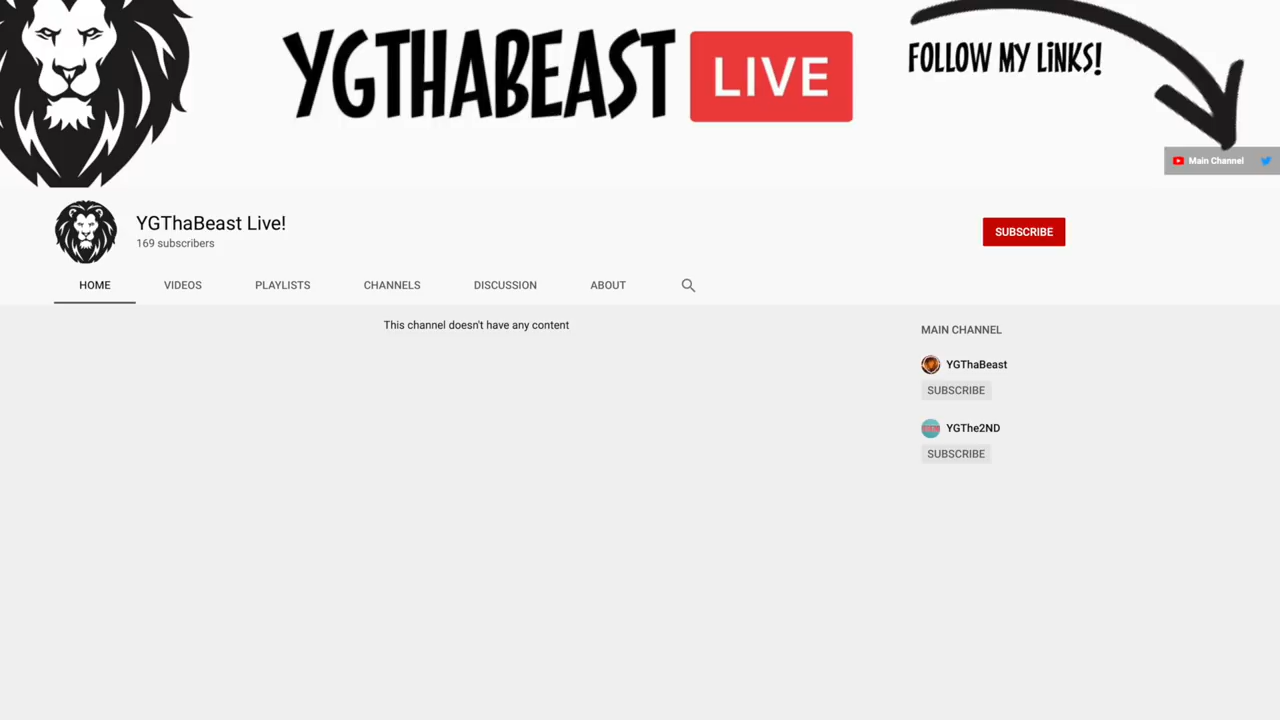 YGTHABEAST LIVE
FOLLOW MY LiNKS!
Main Channel
YGThaBeast Live!
169 subscribers
SUBSCRIBE
HOME VIDEOS PLAYLISTS CHANNELS DISCUSSION ABOUT
This channel doesn't have any content
MAIN CHANNEL
YGThaBeast
SUBSCRIBE
YGThe2ND
SUBSCRIBE